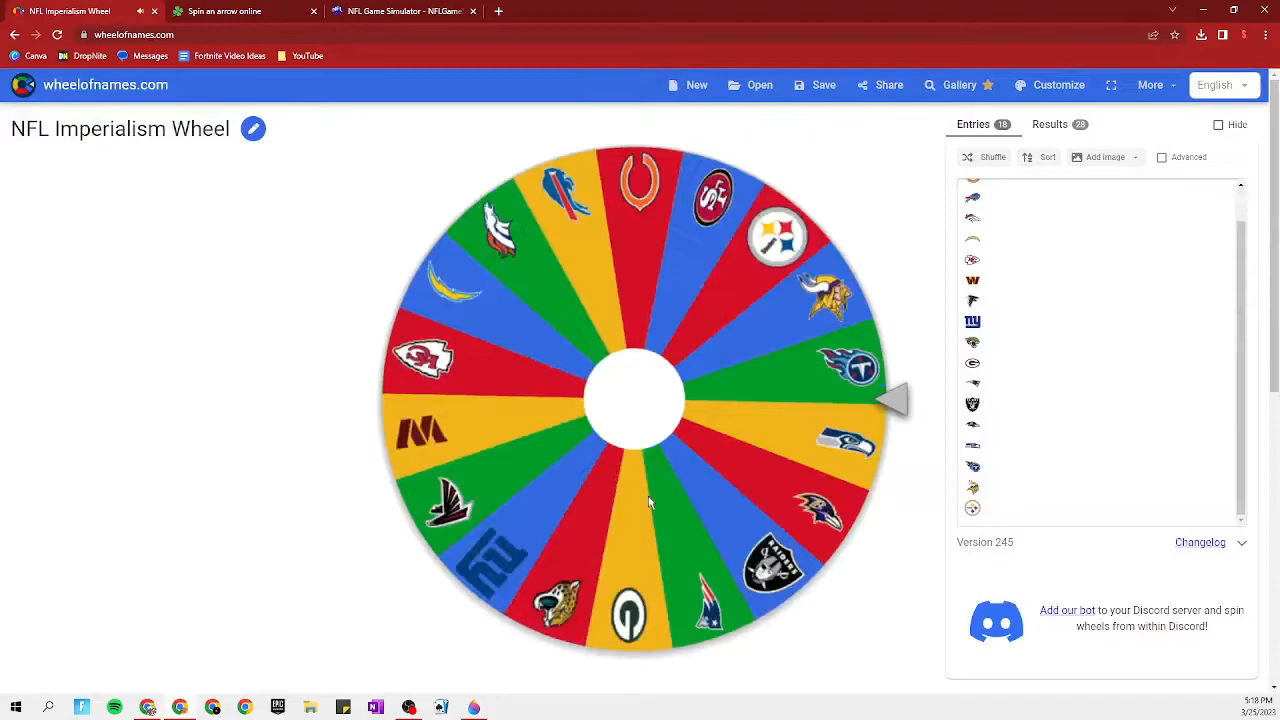 NFL Imperialism Wheel
Spin an arrow online
NFL Game Simulator - NFLGame
wheelofnames.com
S
Canva
DropNite
Messages
Fortnite Video Ideas
YouTube
wheelofnames.com
New
Open
Save
Share
Gallery
Customize
More
English
NFL Imperialism Wheel
Entries 18
Results 28
Hide
Shuffle
Sort
Add image
Advanced
Version 245
Changelog
Add our bot to your Discord server and spin
wheels from within Discord!
5:18 PM
3/25/2023